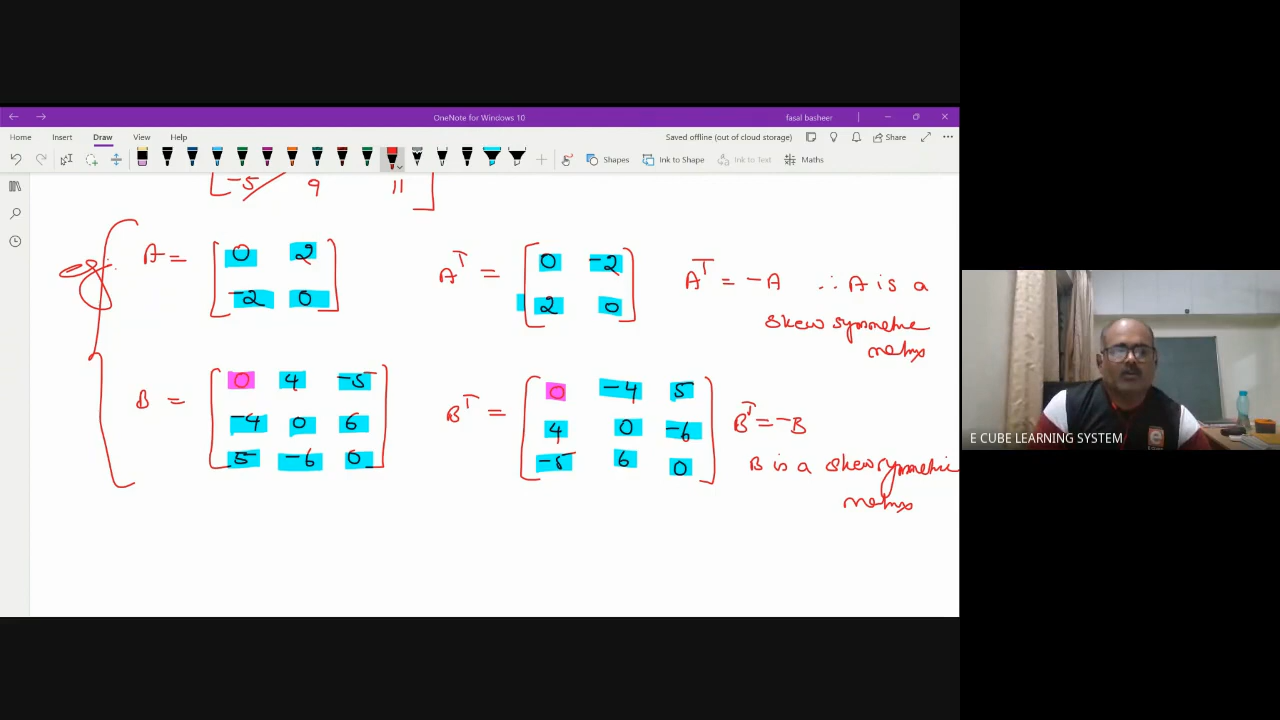 OneNote for Windows 10
fasal basheer
Home Insert Draw View Help
Saved offline (out of cloud storage)
Share
Shapes
Ink to Shape
Ink to Text
Maths
-5 9 11
eg:
A = [ 0 2
-2 0 ]
A^T = [ 0 -2
2 0 ]
A^T = -A ∴ A is a
skew symmetric
matrix
B = [ 0 4 -5
-4 0 6
5 -6 0 ]
B^T = [ 0 -4 5
4 0 -6
-5 6 0 ]
B^T = -B
B is a skew symmetric
matrix
E CUBE LEARNING SYSTEM